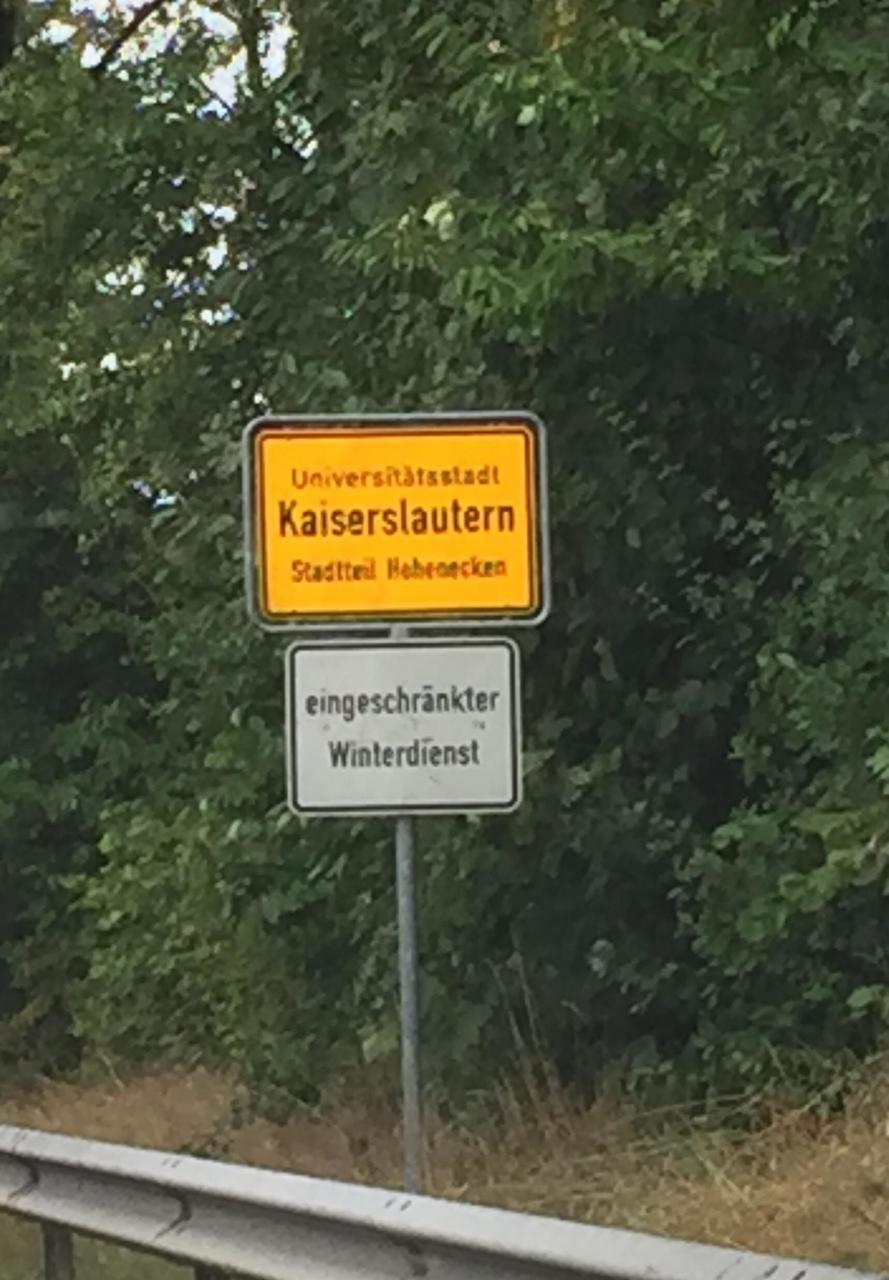 Universitätsstadt
Kaiserslautern
Stadtteil Hohenecken
eingeschränkter
Winterdienst